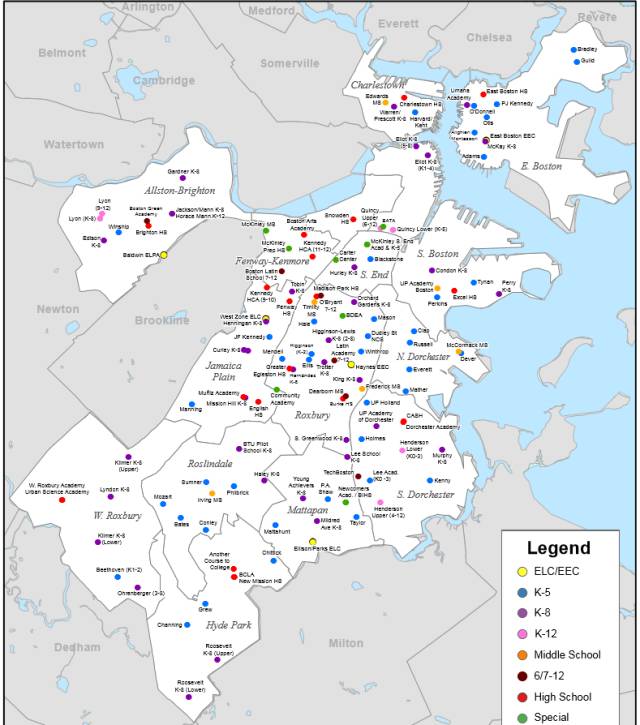 Arlington
Medford
Everett
Revere
Chelsea
Belmont
Somerville
Cambridge
Watertown
Newton
Brookline
Dedham
Milton
Charlestown
Edwards
MS
Charlestown HS
Warren/
Prescott K-8
Harvard/
Kent
Eliot K-8
(5-8)
Eliot K-8
(K1-4)
Bradley
Guild
Umana
Academy
East Boston HS
PJ Kennedy
O'Donnell
Otis
Alighieri
Montessori
East Boston EEC
McKay K-8
Adams
E. Boston
Gardner K-8
Allston-Brighton
Lyon
(9-12)
Lyon (K-8)
Boston Green
Academy
Jackson/Mann K-8
Horace Mann K-12
Winship
Brighton HS
Edison
K-8
Baldwin ELPA
McKinley MS
Boston Arts
Academy
Snowden
HS
Quincy
Upper
(6-12)
BATA
Quincy Lower (K-5)
McKinley
Prep HS
Kennedy
HCA (11-12)
Carter
Center
McKinley S. End
Acad & K-5
Blackstone
Fenway-Kenmore
Boston Latin
School 7-12
Hurley K-8
S. End
S. Boston
Condon K-8
Tynan
Perry
K-8
UP Academy
Boston
Excel HS
Perkins
Kennedy
HCA (9-10)
Tobin
K-8
Madison Park HS
Fenway
HS
O'Bryant
7-12
Timilty
MS
Hale
Orchard
Gardens K-8
BDEA
Mason
West Zone ELC
Hennigan K-8
JF Kennedy
Curley K-8
Mendell
Higginson
(K-2)
Higginson-Lewis
K-8 (2-8)
Dudley St
NCS
Clap
Russell
McCormack MS
Dever
Latin
Academy
7-12
Winthrop
N. Dorchester
Greater
Egleston HS
Ellis
Trotter
K-8
Haynes EEC
Everett
Hernandez
K-8
King K-8
Frederick MS
Mather
Jamaica
Plain
Manning
Muñiz Academy
Mission Hill K-8
English
HS
Community
Academy
Dearborn MS
Burke HS
UP Holland
Roxbury
UP Academy
of Dorchester
CASH
Dorchester Academy
BTU Pilot
School K-8
S. Greenwood K-8
Holmes
Lee School
K-8
Henderson
Lower
(K0-3)
Murphy
K-8
Roslindale
Kilmer K-8
(Upper)
Haley K-8
TechBoston
Lee Acad.
(K0 -3)
Kenny
W. Roxbury Academy
Urban Science Academy
Lyndon K-8
Sumner
Irving MS
Philbrick
Young
Achievers
K-8
P.A.
Shaw
Newcomers
Acad. / BIHS
S. Dorchester
Mozart
W. Roxbury
Bates
Conley
Mattapan
Henderson
Upper (4-12)
Taylor
Mildred
Ave K-8
Mattahunt
Kilmer K-8
(Lower)
Ellison/Parks ELC
Chittick
Another
Course to
College
BCLA
New Mission HS
Beethoven (K1-2)
Ohrenberger (3-8)
Grew
Channing
Hyde Park
Roosevelt
K-8 (Upper)
Roosevelt
K-8 (Lower)
Legend
ELC/EEC
K-5
K-8
K-12
Middle School
6/7-12
High School
Special